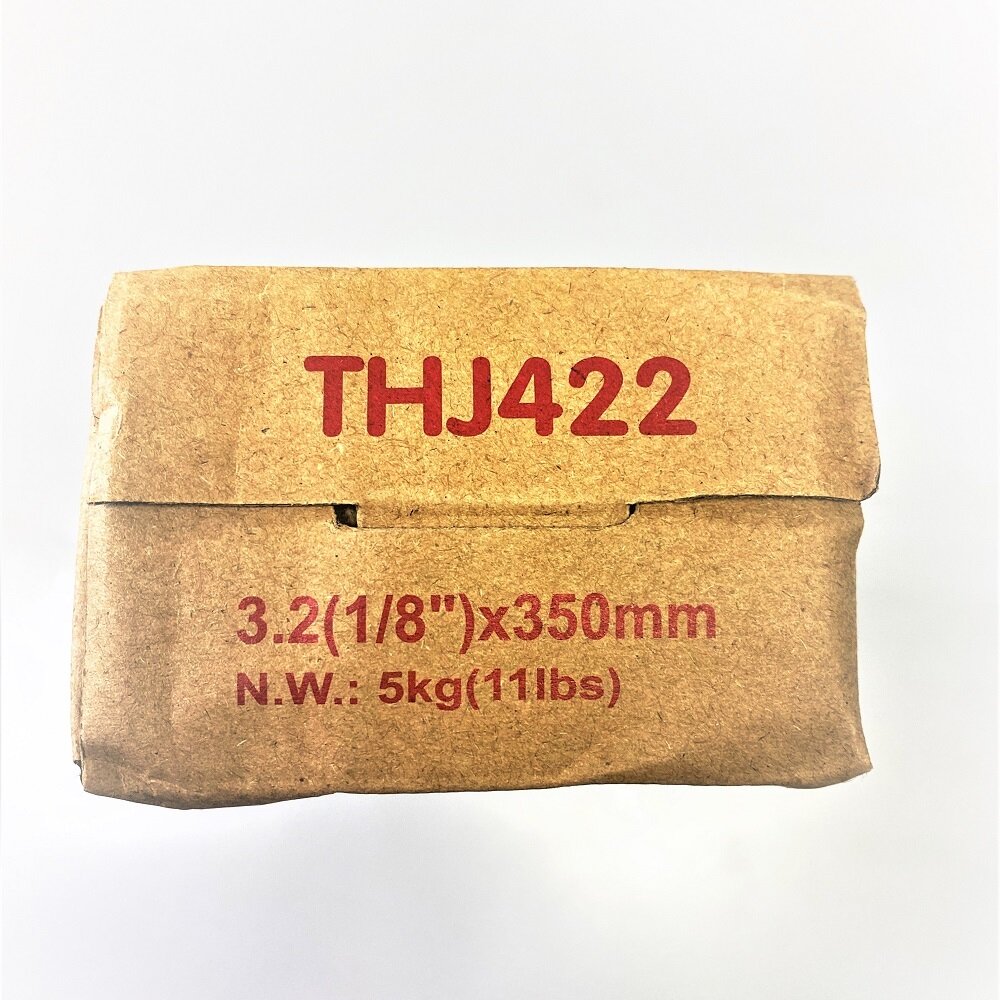 THJ422
3.2(1/8")x350mm
N.W.: 5kg(11lbs)